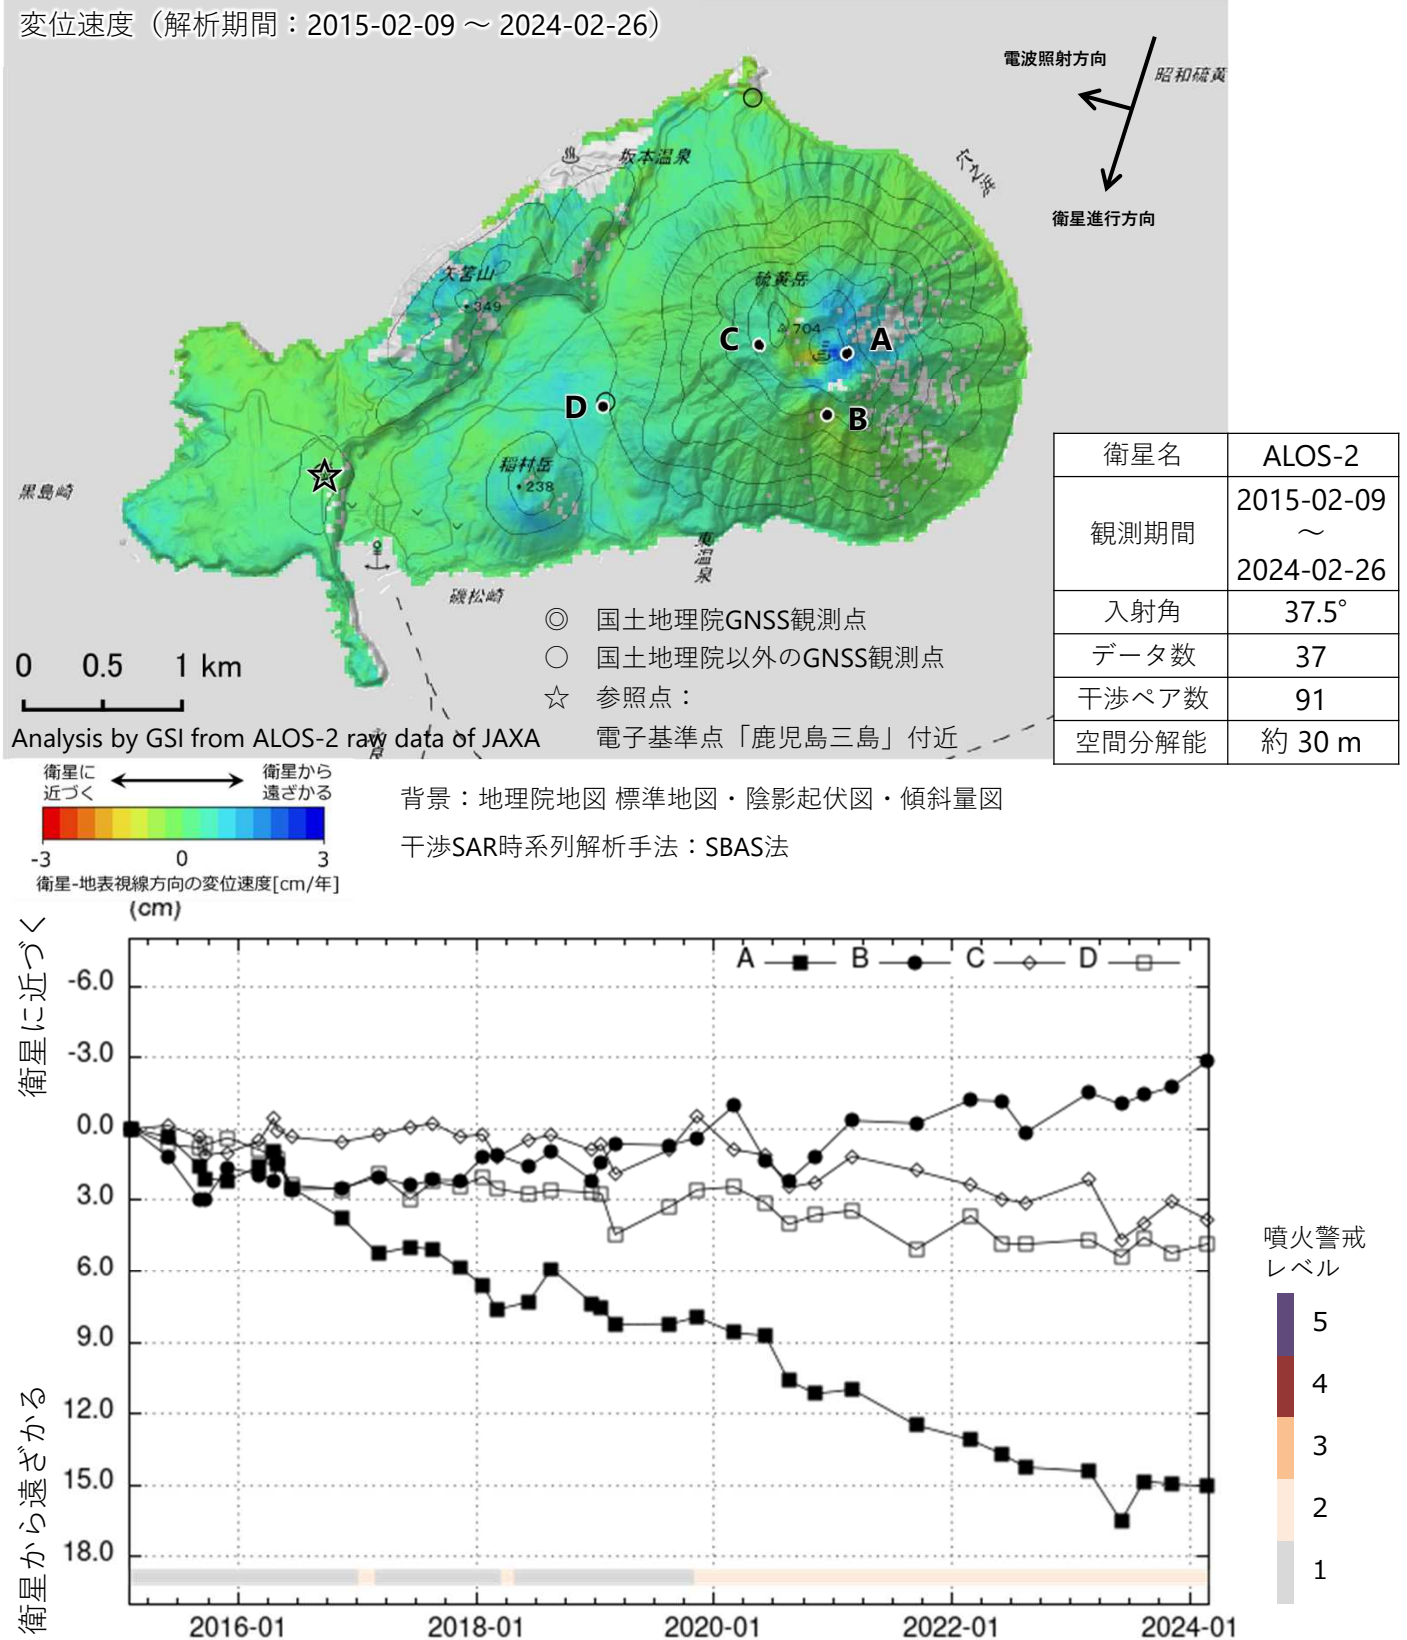 変位速度（解析期間：2015-02-09 ～ 2024-02-26）
電波照射方向
昭和硫黄
衛星進行方向
坂本温泉
穴之浜
矢筈山
349
硫黄岳
704
C
A
D
B
稲村岳
238
黒島崎
東温泉
磯松崎
◎ 国土地理院GNSS観測点
○ 国土地理院以外のGNSS観測点
☆ 参照点：
電子基準点「鹿児島三島」付近
0 0.5 1 km
Analysis by GSI from ALOS-2 raw data of JAXA
衛星名 ALOS-2
観測期間 2015-02-09
～
2024-02-26
入射角 37.5°
データ数 37
干渉ペア数 91
空間分解能 約 30 m
衛星に
近づく
衛星から
遠ざかる
-3 0 3
衛星-地表視線方向の変位速度[cm/年]
背景：地理院地図 標準地図・陰影起伏図・傾斜量図
干渉SAR時系列解析手法：SBAS法
(cm)
衛星に近づく
衛星から遠ざかる
A B C D
-6.0
-3.0
0.0
3.0
6.0
9.0
12.0
15.0
18.0
2016-01 2018-01 2020-01 2022-01 2024-01
噴火警戒
レベル
5
4
3
2
1